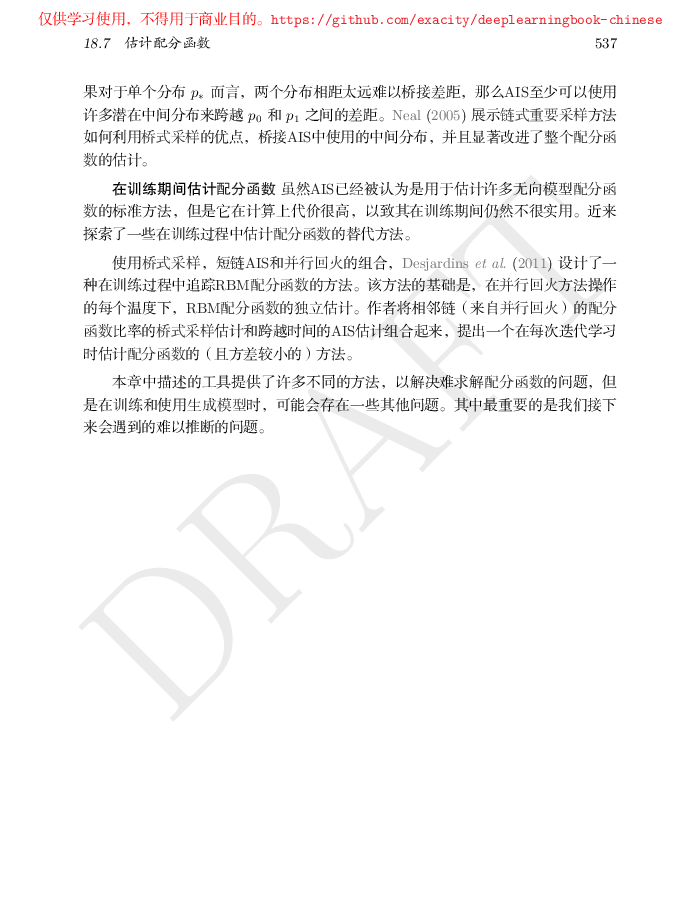 仅供学习使用，不得用于商业目的。https://github.com/exacity/deeplearningbook-chinese
18.7 估计配分函数 537
果对于单个分布 p∗ 而言，两个分布相距太远难以桥接差距，那么AIS至少可以使用
许多潜在中间分布来跨越 p0 和 p1 之间的差距。Neal (2005) 展示链式重要采样方法
如何利用桥式采样的优点，桥接AIS中使用的中间分布，并且显著改进了整个配分函
数的估计。
在训练期间估计配分函数 虽然AIS已经被认为是用于估计许多无向模型配分函
数的标准方法，但是它在计算上代价很高，以致其在训练期间仍然不很实用。近来
探索了一些在训练过程中估计配分函数的替代方法。
使用桥式采样，短链AIS和并行回火的组合，Desjardins et al. (2011) 设计了一
种在训练过程中追踪RBM配分函数的方法。该方法的基础是，在并行回火方法操作
的每个温度下，RBM配分函数的独立估计。作者将相邻链（来自并行回火）的配分
函数比率的桥式采样估计和跨越时间的AIS估计组合起来，提出一个在每次迭代学习
时估计配分函数的（且方差较小的）方法。
本章中描述的工具提供了许多不同的方法，以解决难求解配分函数的问题，但
是在训练和使用生成模型时，可能会存在一些其他问题。其中最重要的是我们接下
来会遇到的难以推断的问题。
DRAFT